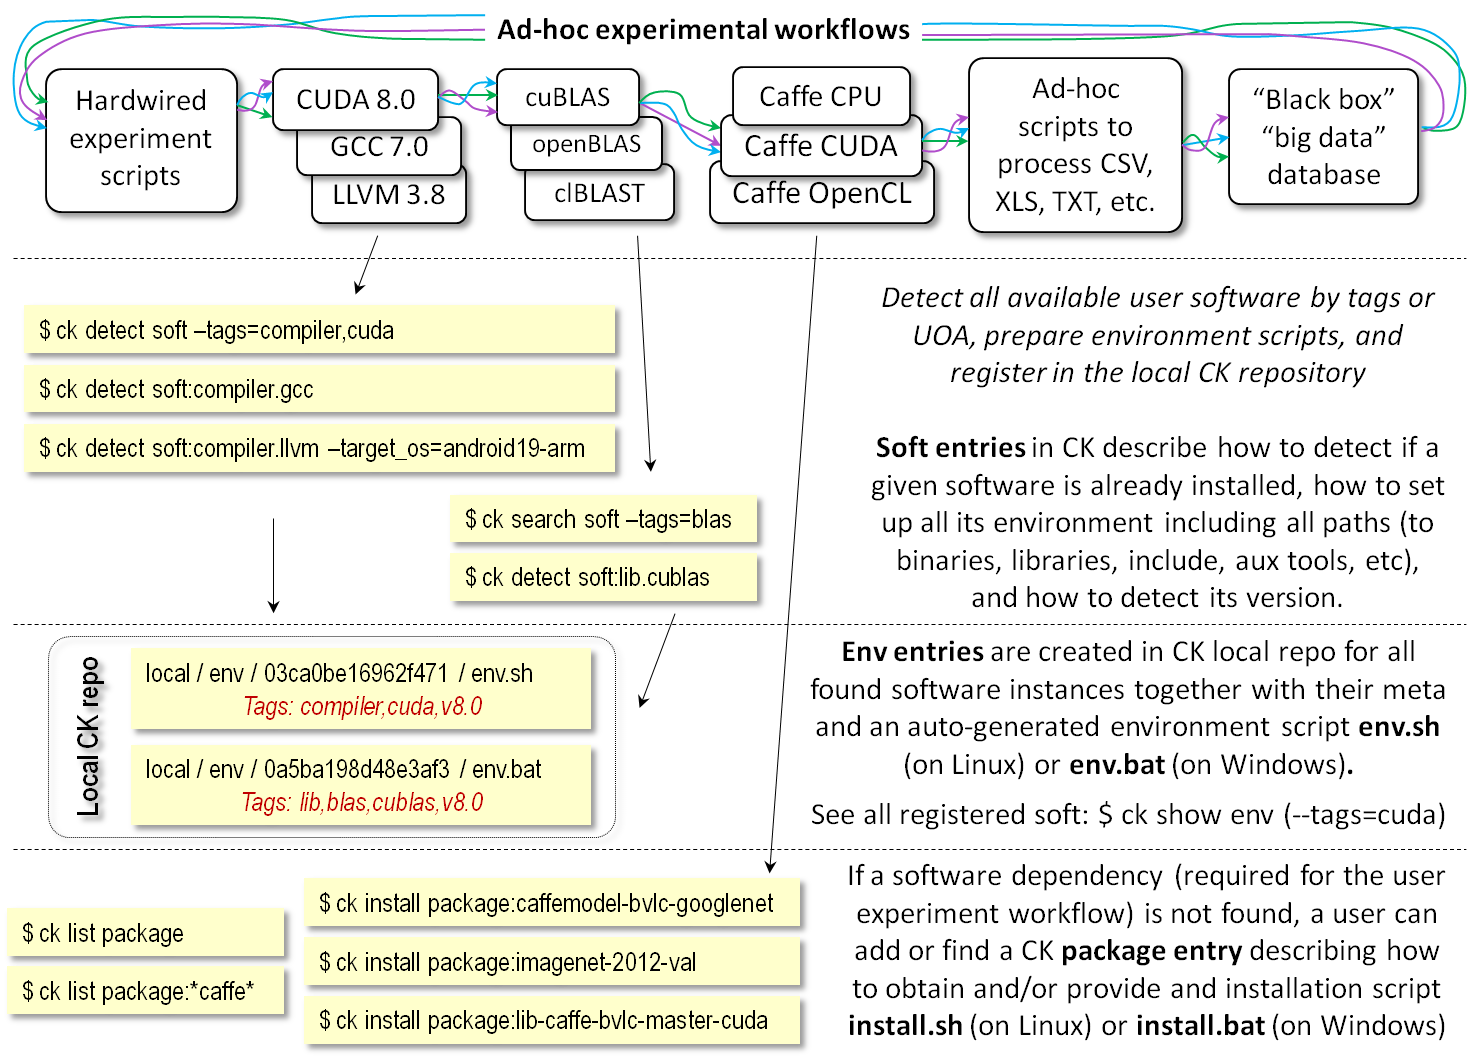 Ad-hoc experimental workflows
Hardwired
experiment
scripts
CUDA 8.0
GCC 7.0
LLVM 3.8
cuBLAS
openBLAS
clBLAST
Caffe CPU
Caffe CUDA
Caffe OpenCL
Ad-hoc
scripts to
process CSV,
XLS, TXT, etc.
“Black box”
“big data”
database
$ ck detect soft –tags=compiler,cuda
$ ck detect soft:compiler.gcc
$ ck detect soft:compiler.llvm –target_os=android19-arm
$ ck search soft –tags=blas
$ ck detect soft:lib.cublas
Detect all available user software by tags or
UOA, prepare environment scripts, and
register in the local CK repository
Soft entries in CK describe how to detect if a
given software is already installed, how to set
up all its environment including all paths (to
binaries, libraries, include, aux tools, etc),
and how to detect its version.
Local CK repo
local / env / 03ca0be16962f471 / env.sh
Tags: compiler,cuda,v8.0
local / env / 0a5ba198d48e3af3 / env.bat
Tags: lib,blas,cublas,v8.0
Env entries are created in CK local repo for all
found software instances together with their meta
and an auto-generated environment script env.sh
(on Linux) or env.bat (on Windows).
See all registered soft: $ ck show env (--tags=cuda)
$ ck list package
$ ck list package:*caffe*
$ ck install package:caffemodel-bvlc-googlenet
$ ck install package:imagenet-2012-val
$ ck install package:lib-caffe-bvlc-master-cuda
If a software dependency (required for the user
experiment workflow) is not found, a user can
add or find a CK package entry describing how
to obtain and/or provide and installation script
install.sh (on Linux) or install.bat (on Windows)